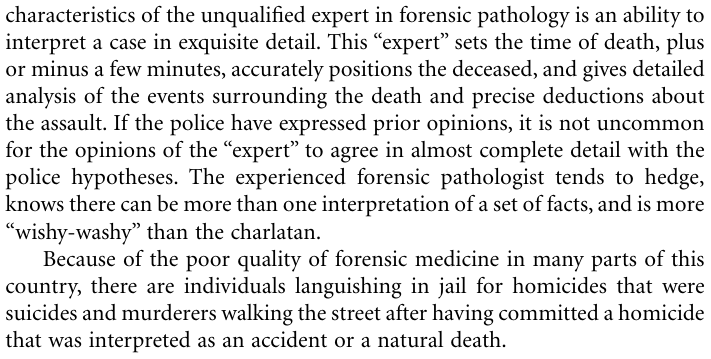 characteristics of the unqualified expert in forensic pathology is an ability to
interpret a case in exquisite detail. This “expert” sets the time of death, plus
or minus a few minutes, accurately positions the deceased, and gives detailed
analysis of the events surrounding the death and precise deductions about
the assault. If the police have expressed prior opinions, it is not uncommon
for the opinions of the “expert” to agree in almost complete detail with the
police hypotheses. The experienced forensic pathologist tends to hedge,
knows there can be more than one interpretation of a set of facts, and is more
“wishy-washy” than the charlatan.
Because of the poor quality of forensic medicine in many parts of this
country, there are individuals languishing in jail for homicides that were
suicides and murderers walking the street after having committed a homicide
that was interpreted as an accident or a natural death.